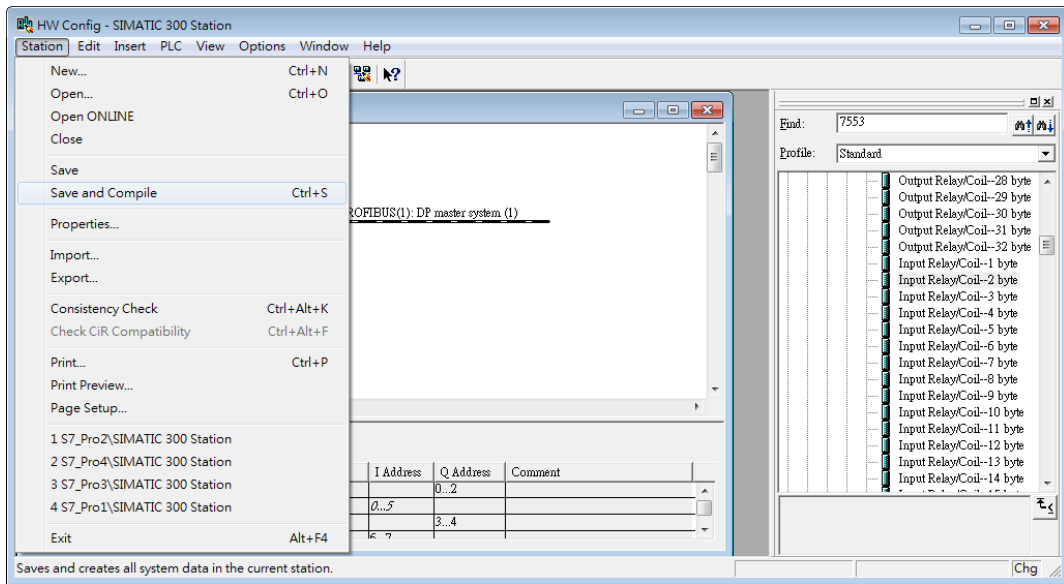 HW Config - SIMATIC 300 Station
Station Edit Insert PLC View Options Window Help
New... Ctrl+N
Open... Ctrl+O
Open ONLINE
Close
Save
Save and Compile Ctrl+S
Properties...
Import...
Export...
Consistency Check Ctrl+Alt+K
Check CiR Compatibility Ctrl+Alt+F
Print... Ctrl+P
Print Preview...
Page Setup...
1 S7_Pro2\SIMATIC 300 Station
2 S7_Pro4\SIMATIC 300 Station
3 S7_Pro3\SIMATIC 300 Station
4 S7_Pro1\SIMATIC 300 Station
Exit Alt+F4
ROFIBUS(1): DP master system (1)
I Address Q Address Comment
0...2
0...5
3...4
Find: 7553
Profile: Standard
Output Relay/Coil--28 byte
Output Relay/Coil--29 byte
Output Relay/Coil--30 byte
Output Relay/Coil--31 byte
Output Relay/Coil--32 byte
Input Relay/Coil--1 byte
Input Relay/Coil--2 byte
Input Relay/Coil--3 byte
Input Relay/Coil--4 byte
Input Relay/Coil--5 byte
Input Relay/Coil--6 byte
Input Relay/Coil--7 byte
Input Relay/Coil--8 byte
Input Relay/Coil--9 byte
Input Relay/Coil--10 byte
Input Relay/Coil--11 byte
Input Relay/Coil--12 byte
Input Relay/Coil--13 byte
Input Relay/Coil--14 byte
Saves and creates all system data in the current station. Chg